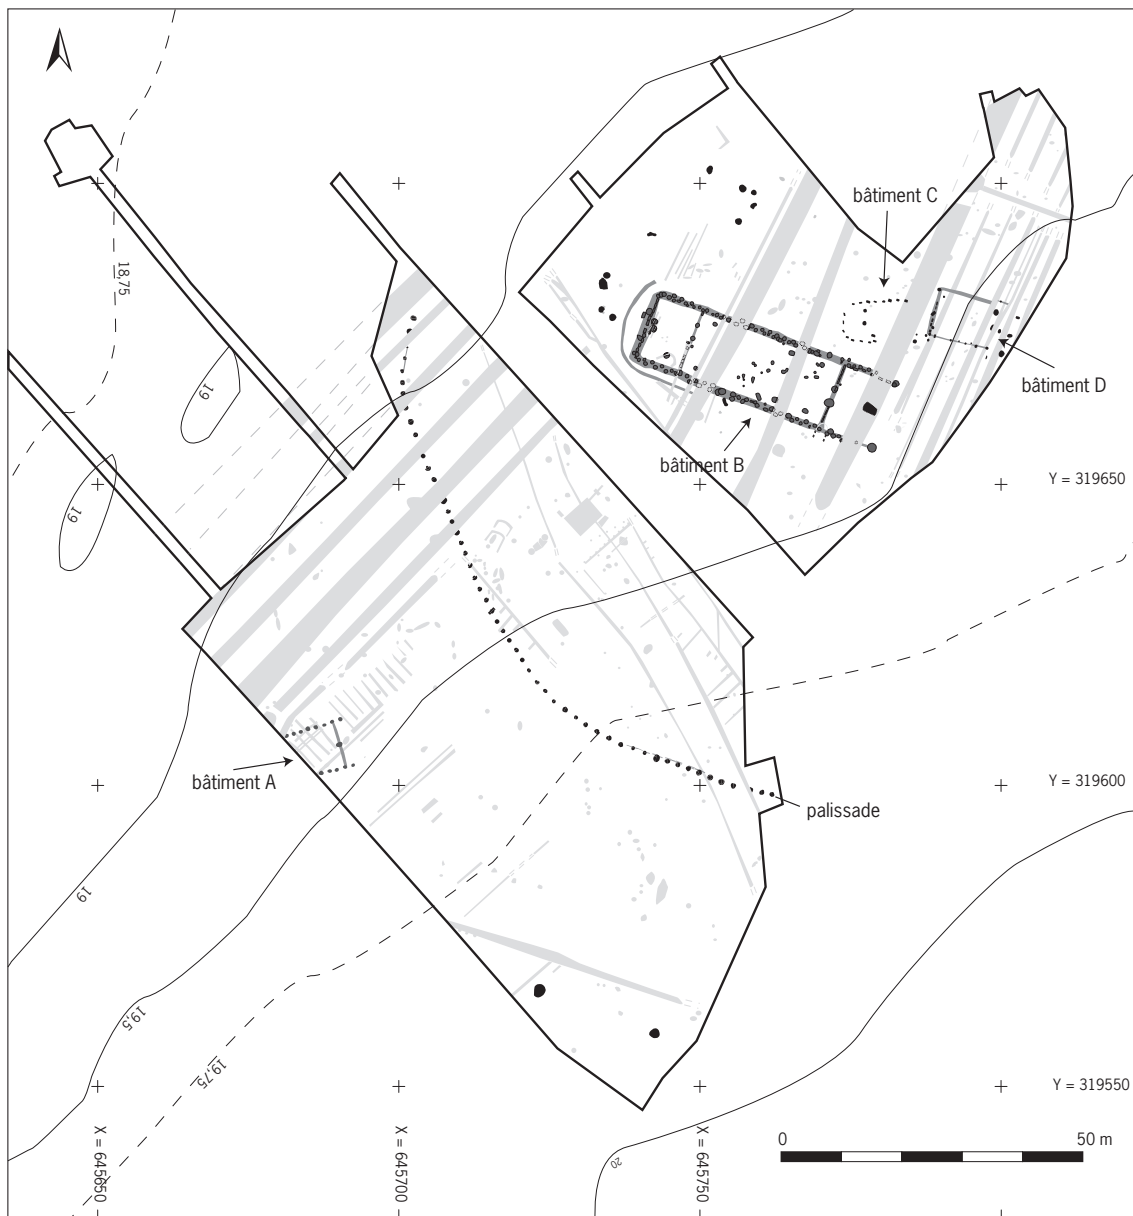 bâtiment C
18,75
bâtiment D
19
bâtiment B
Y = 319650
19
bâtiment A
Y = 319600
palissade
19
19,5
19,75
Y = 319550
X = 645650
X = 645700
X = 645750
0
50 m
20